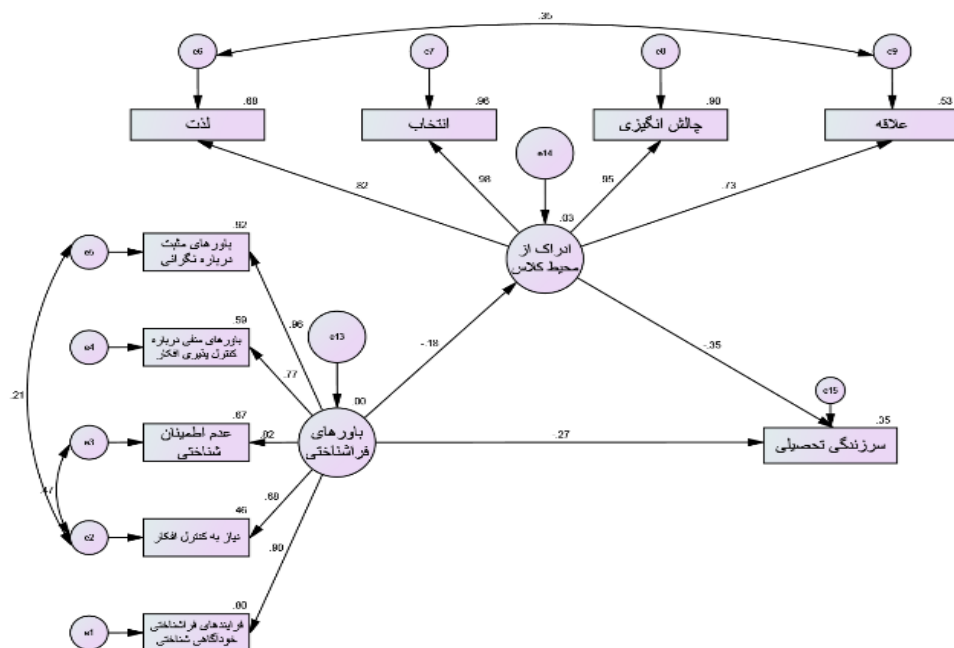 .35
e6
e7
e8
e9
.68
.96
.90
.53
لذت
انتخاب
چالش انگیزی
علاقه
e14
.82
.98
.95
.73
.03
ادراک از
محیط کلاس
.92
e5
باورهای مثبت
درباره نگرانی
.59
e4
باورهای منفی درباره
کنترل پذیری افکار
.96
.77
e13
-.18
-.35
.21
.67
e3
عدم اطمینان
شناختی
.82
.00
باورهای
فراشناختی
-.27
e15
.35
سرزندگی تحصیلی
.47
.68
.46
e2
نیاز به کنترل افکار
.90
.80
e1
فرایندهای فراشناختی
خودآگاهی شناختی